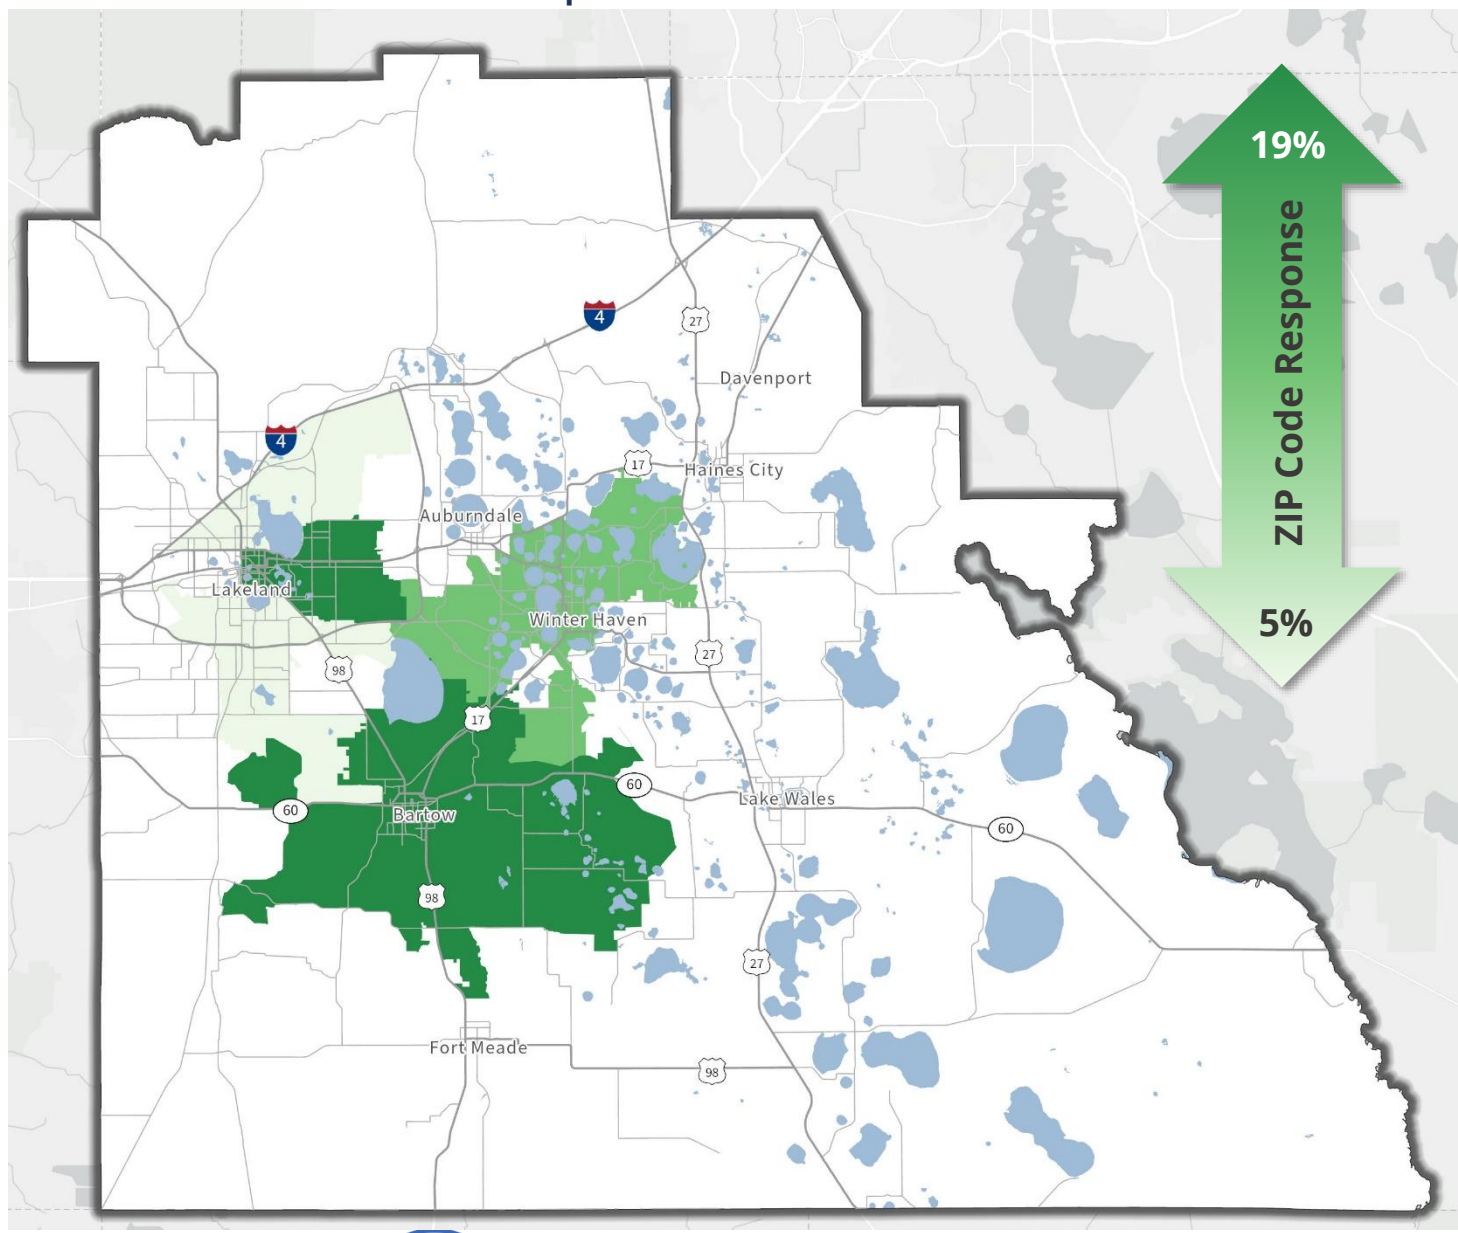 19%
ZIP Code Response
5%
4
27
Davenport
4
17
Haines City
Auburndale
Lakeland
Winter Haven
98
27
17
60
Lake Wales
60
Bartow
60
98
27
Fort Meade
98